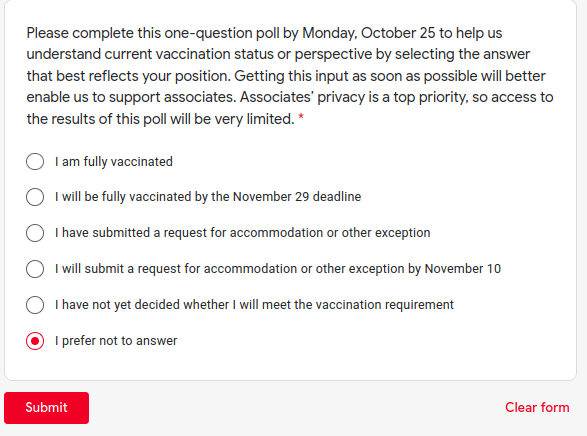 Please complete this one-question poll by Monday, October 25 to help us
understand current vaccination status or perspective by selecting the answer
that best reflects your position. Getting this input as soon as possible will better
enable us to support associates. Associates' privacy is a top priority, so access to
the results of this poll will be very limited. *
I am fully vaccinated
I will be fully vaccinated by the November 29 deadline
I have submitted a request for accommodation or other exception
I will submit a request for accommodation or other exception by November 10
I have not yet decided whether I will meet the vaccination requirement
I prefer not to answer
Submit
Clear form